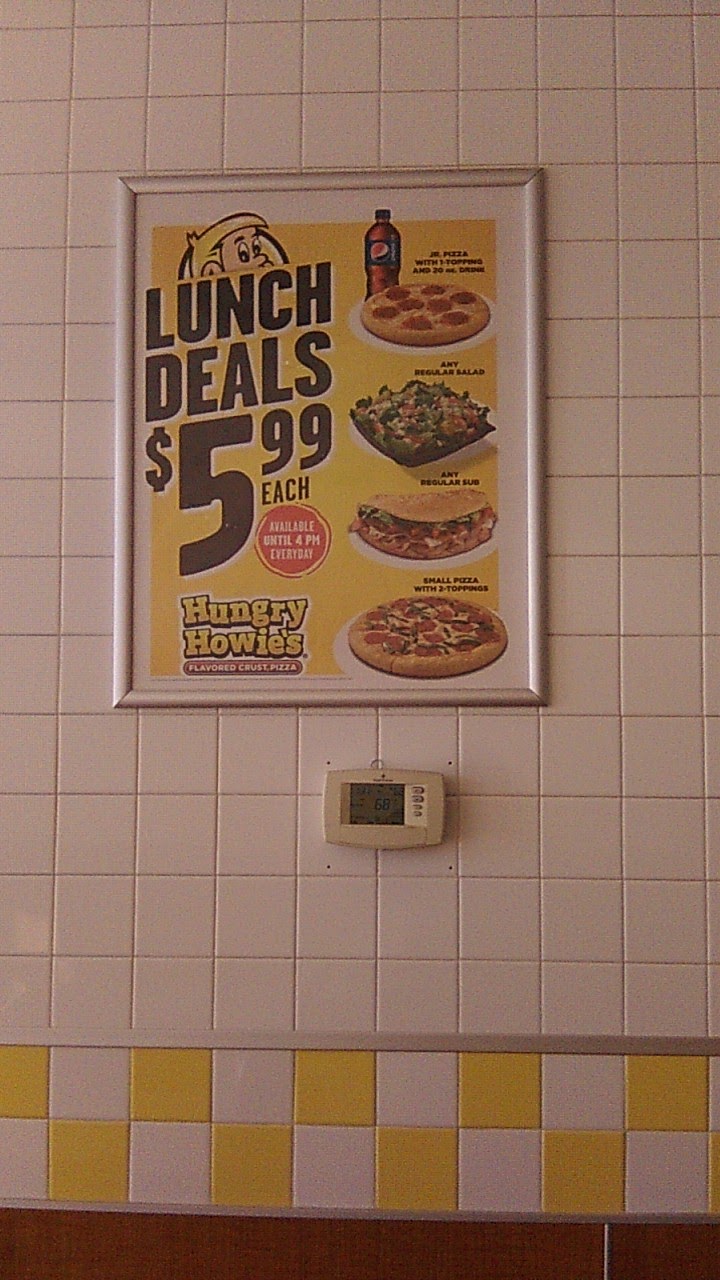 LUNCH
DEALS
$5.99
EACH
AVAILABLE
UNTIL 4 PM
EVERYDAY
Hungry
Howie's
FLAVORED CRUST PIZZA
JR. PIZZA
WITH 1-TOPPING
AND 20 oz. DRINK
ANY
REGULAR SALAD
ANY
REGULAR SUB
SMALL PIZZA
WITH 2-TOPPINGS
68